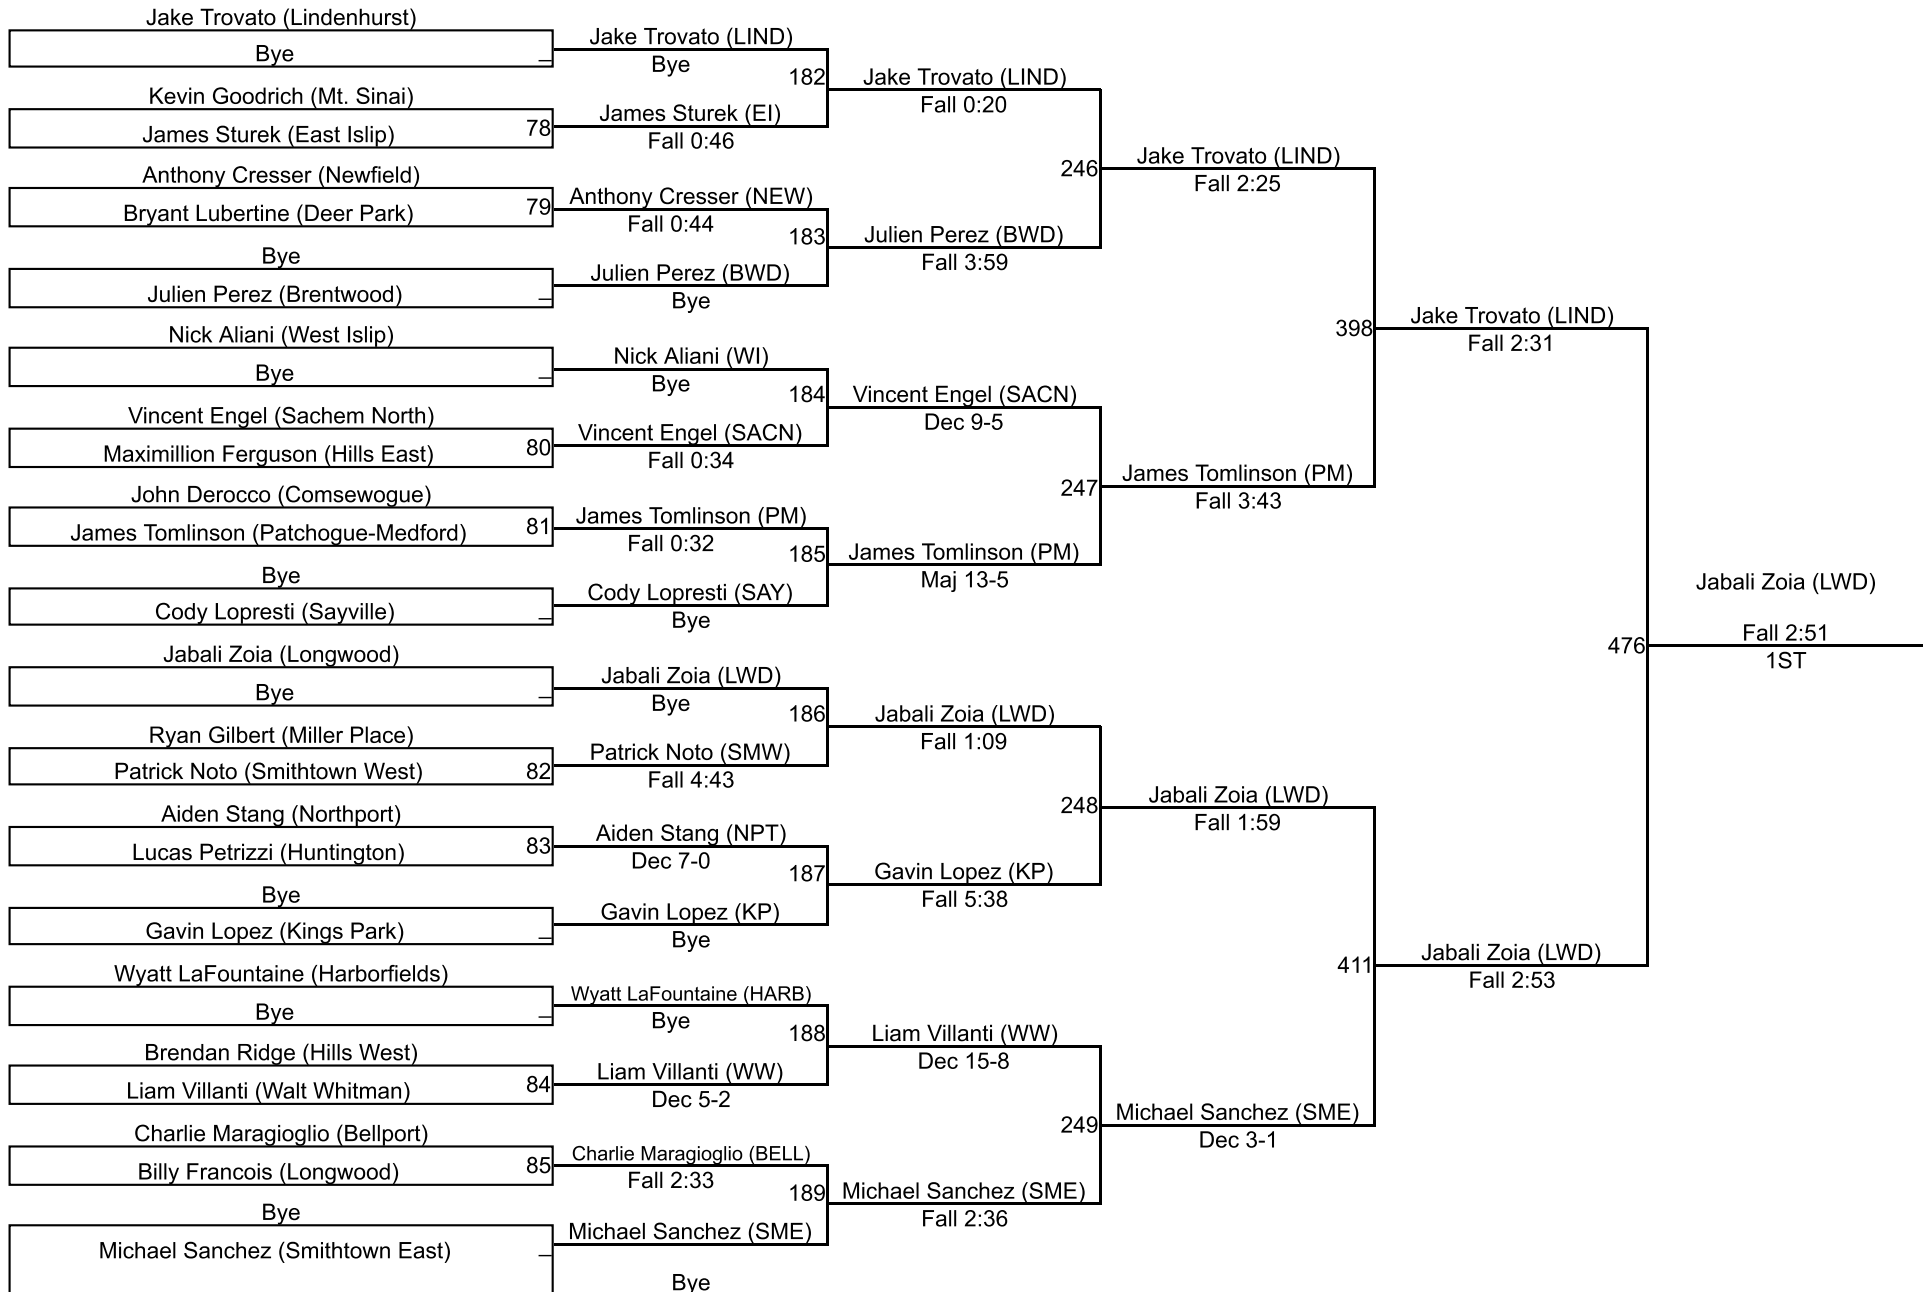 Jake Trovato (Lindenhurst)
Bye _
Kevin Goodrich (Mt. Sinai)
James Sturek (East Islip) 78
Anthony Cresser (Newfield)
Bryant Lubertine (Deer Park) 79
Bye
Julien Perez (Brentwood) _
Nick Aliani (West Islip)
Bye _
Vincent Engel (Sachem North)
Maximillion Ferguson (Hills East) 80
John Derocco (Comsewogue)
James Tomlinson (Patchogue-Medford) 81
Bye
Cody Lopresti (Sayville) _
Jabali Zoia (Longwood)
Bye _
Ryan Gilbert (Miller Place)
Patrick Noto (Smithtown West) 82
Aiden Stang (Northport)
Lucas Petrizzi (Huntington) 83
Bye
Gavin Lopez (Kings Park) _
Wyatt LaFountaine (Harborfields)
Bye _
Brendan Ridge (Hills West)
Liam Villanti (Walt Whitman) 84
Charlie Maragioglio (Bellport)
Billy Francois (Longwood) 85
Bye
Michael Sanchez (Smithtown East) _
Jake Trovato (LIND)
Bye
182
James Sturek (EI)
Fall 0:46
Anthony Cresser (NEW)
Fall 0:44
183
Julien Perez (BWD)
Bye
Nick Aliani (WI)
Bye
184
Vincent Engel (SACN)
Fall 0:34
James Tomlinson (PM)
Fall 0:32
185
Cody Lopresti (SAY)
Bye
Jabali Zoia (LWD)
Bye
186
Patrick Noto (SMW)
Fall 4:43
Aiden Stang (NPT)
Dec 7-0
187
Gavin Lopez (KP)
Bye
Wyatt LaFountaine (HARB)
Bye
188
Liam Villanti (WW)
Dec 5-2
Charlie Maragioglio (BELL)
Fall 2:33
189
Michael Sanchez (SME)
Bye
Jake Trovato (LIND)
Fall 0:20
246
Julien Perez (BWD)
Fall 3:59
Vincent Engel (SACN)
Dec 9-5
247
James Tomlinson (PM)
Maj 13-5
Jabali Zoia (LWD)
Fall 1:09
248
Gavin Lopez (KP)
Fall 5:38
Liam Villanti (WW)
Dec 15-8
249
Michael Sanchez (SME)
Fall 2:36
Jake Trovato (LIND)
Fall 2:25
398
James Tomlinson (PM)
Fall 3:43
Jabali Zoia (LWD)
Fall 1:59
411
Michael Sanchez (SME)
Dec 3-1
Jake Trovato (LIND)
Fall 2:31
476
Jabali Zoia (LWD)
Fall 2:53
Jabali Zoia (LWD)
Fall 2:51
1ST